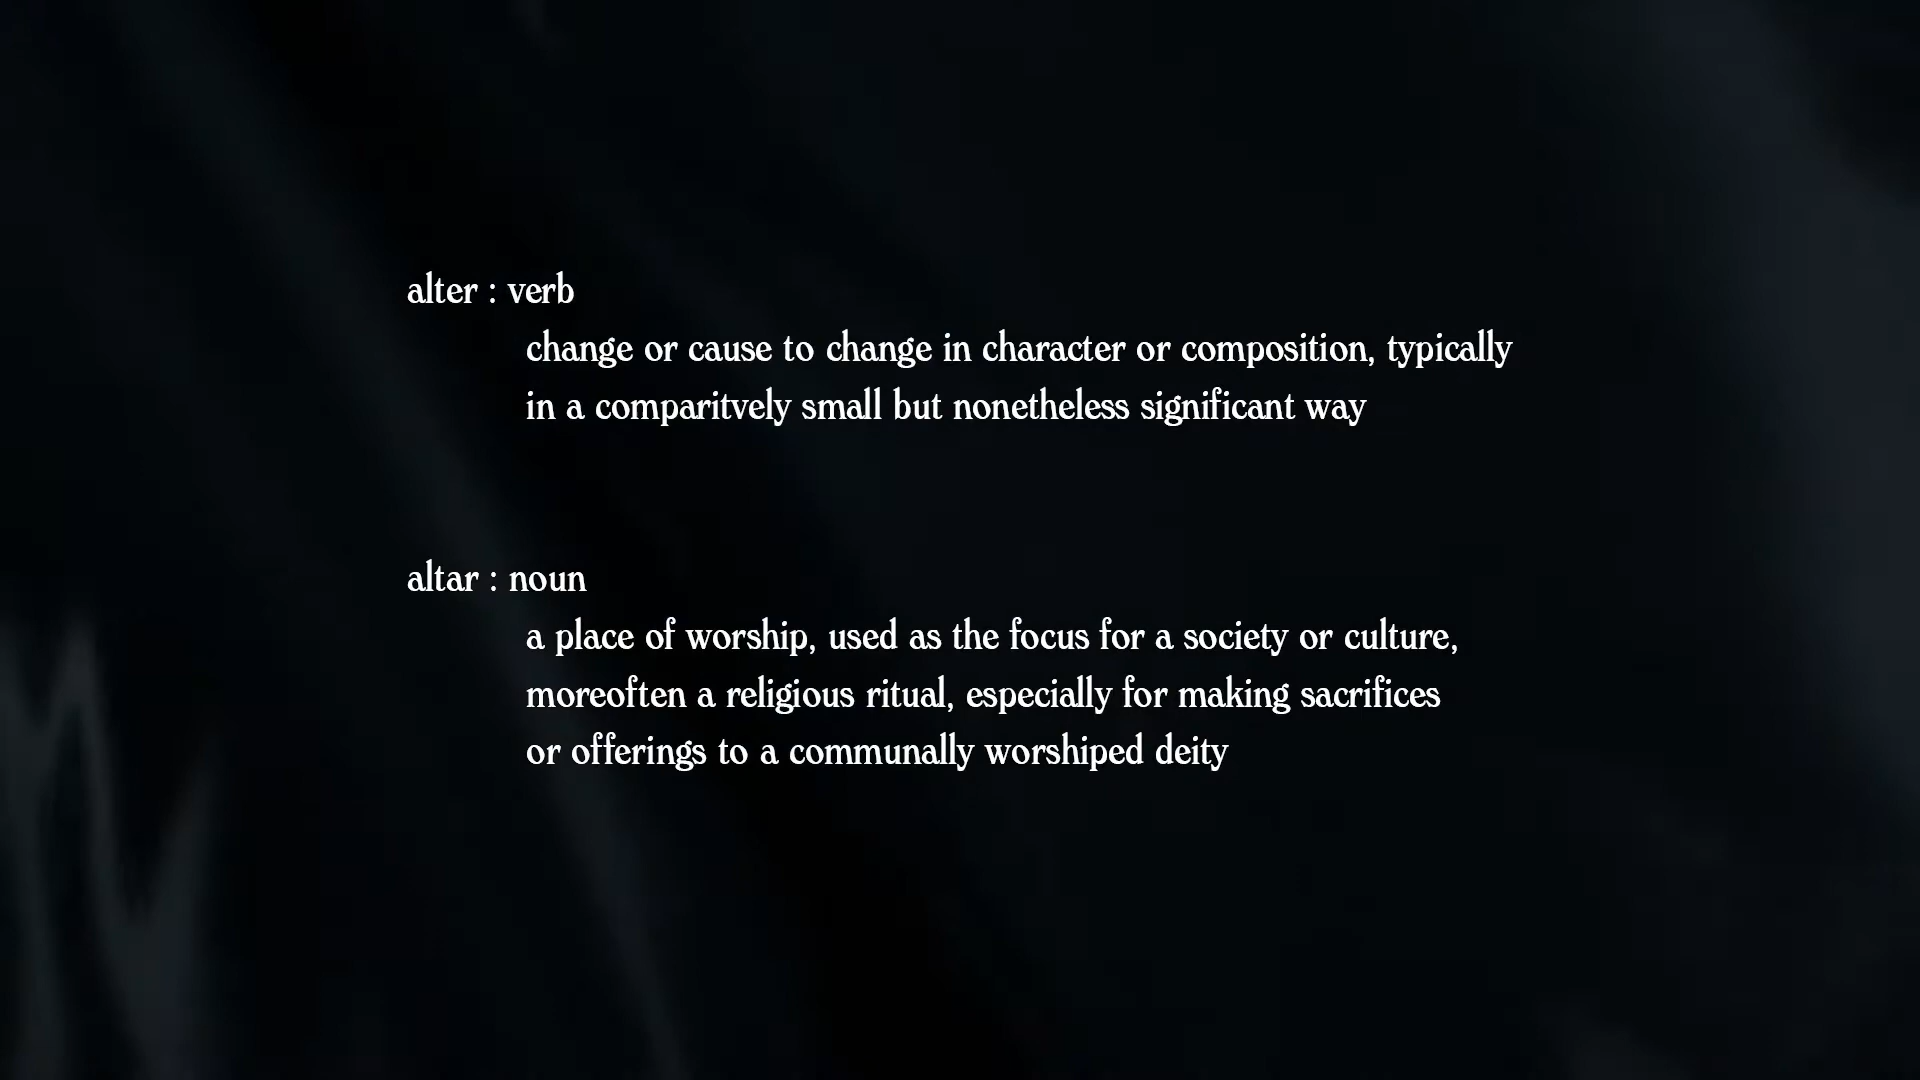 alter : verb
change or cause to change in character or composition, typically
in a comparitvely small but nonetheless significant way
altar : noun
a place of worship, used as the focus for a society or culture,
moreoften a religious ritual, especially for making sacrifices
or offerings to a communally worshiped deity